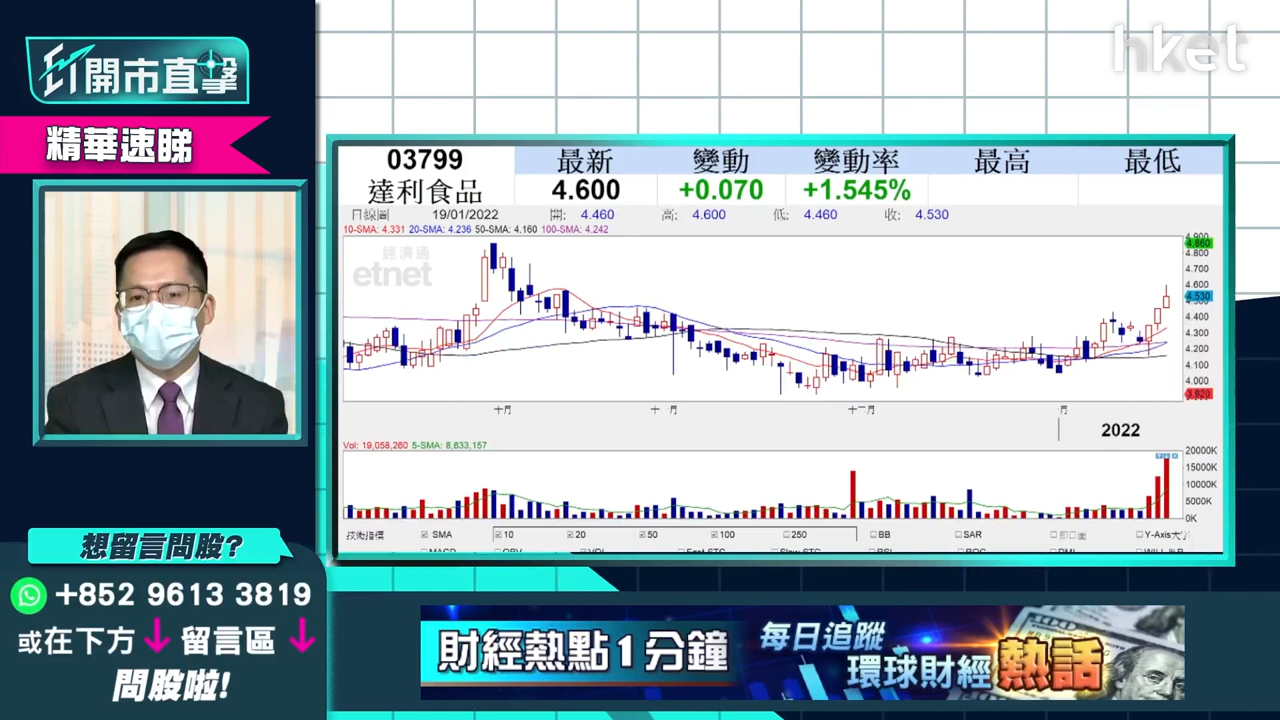 hket
開市直擊
精華速睇
03799
達利食品
最新
變動
變動率
最高
最低
4.600
+0.070
+1.545%
日線圖
19/01/2022
開: 4.460
高: 4.600
低: 4.460
收: 4.530
10-SMA: 4.331 20-SMA: 4.236 50-SMA: 4.160 100-SMA: 4.242
經濟通
etnet
4.900
4.860
4.800
4.700
4.600
4.530
4.400
4.300
4.200
4.100
4.000
3.920
十月
十一月
十二月
一月
2022
Vol: 19,058,260 5-SMA: 8,633,157
20000K
15000K
10000K
5000K
0K
技術指標
SMA
10
20
50
100
250
BB
SAR
想留言問股?
+852 9613 3819
或在下方
留言區
問股啦!
財經熱點1分鐘
每日追蹤
環球財經熱話